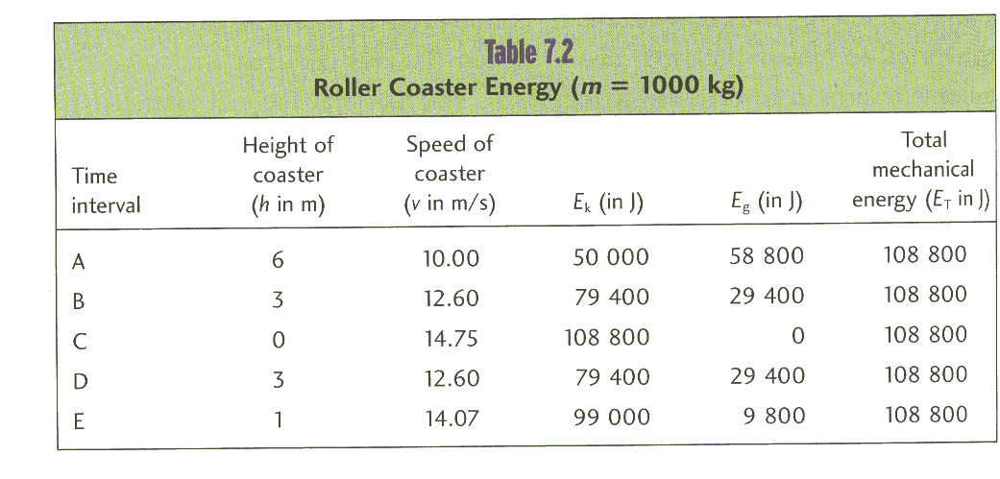 Table 7.2
Roller Coaster Energy (m = 1000 kg)
Time interval	Height of coaster (h in m)	Speed of coaster (v in m/s)	Ek (in J)	Eg (in J)	Total mechanical energy (ET in J)
A	6	10.00	50 000	58 800	108 800
B	3	12.60	79 400	29 400	108 800
C	0	14.75	108 800	0	108 800
D	3	12.60	79 400	29 400	108 800
E	1	14.07	99 000	9 800	108 800